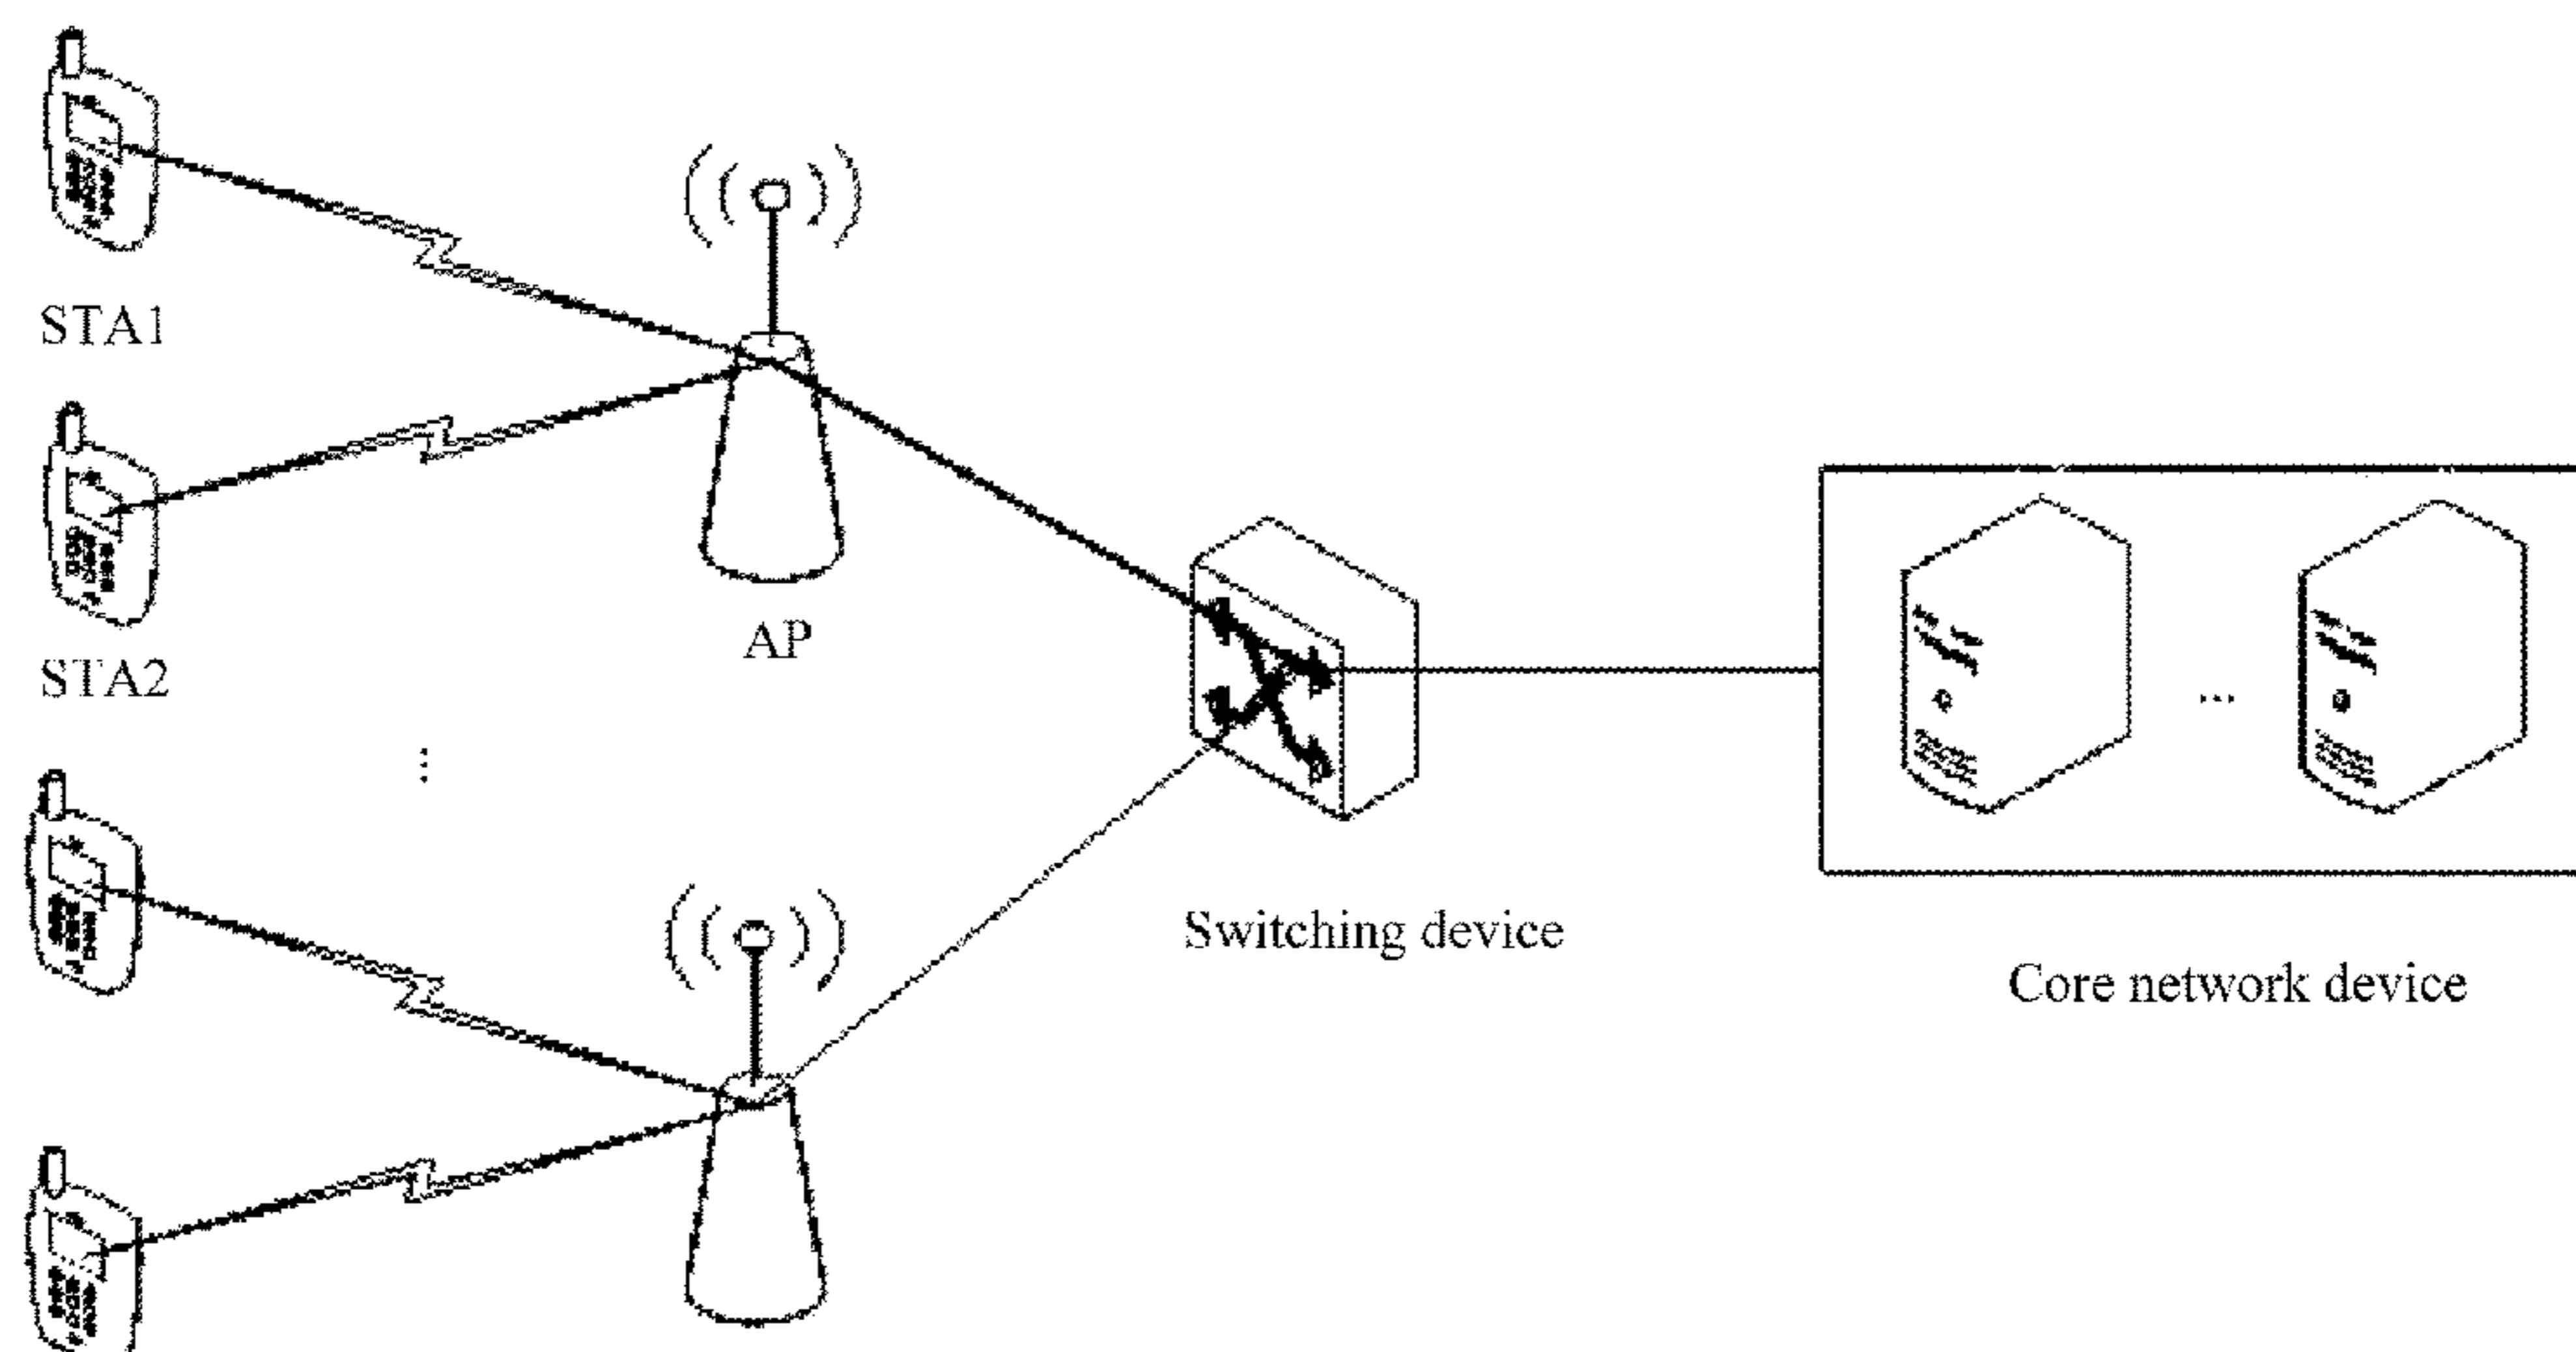 STA1
AP
STA2
⋮
...
Switching device
Core network device